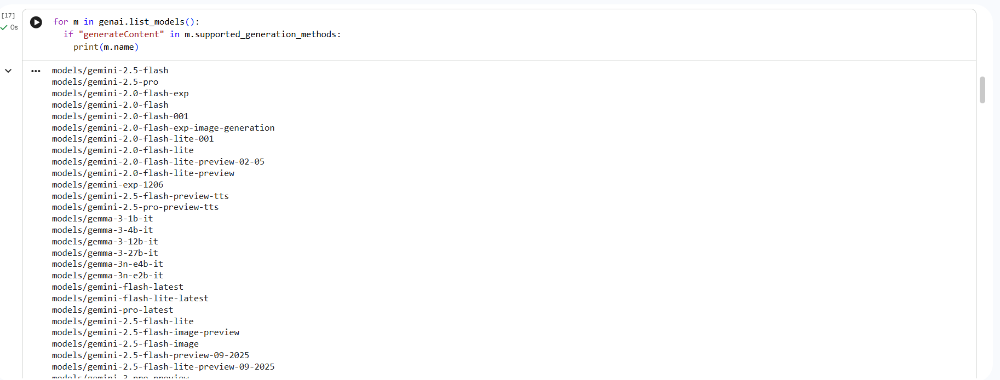 [17]
0s
for m in genai.list_models():
if "generateContent" in m.supported_generation_methods:
print(m.name)
models/gemini-2.5-flash
models/gemini-2.5-pro
models/gemini-2.0-flash-exp
models/gemini-2.0-flash
models/gemini-2.0-flash-001
models/gemini-2.0-flash-exp-image-generation
models/gemini-2.0-flash-lite-001
models/gemini-2.0-flash-lite
models/gemini-2.0-flash-lite-preview-02-05
models/gemini-2.0-flash-lite-preview
models/gemini-exp-1206
models/gemini-2.5-flash-preview-tts
models/gemini-2.5-pro-preview-tts
models/gemma-3-1b-it
models/gemma-3-4b-it
models/gemma-3-12b-it
models/gemma-3-27b-it
models/gemma-3n-e4b-it
models/gemma-3n-e2b-it
models/gemini-flash-latest
models/gemini-flash-lite-latest
models/gemini-pro-latest
models/gemini-2.5-flash-lite
models/gemini-2.5-flash-image-preview
models/gemini-2.5-flash-image
models/gemini-2.5-flash-preview-09-2025
models/gemini-2.5-flash-lite-preview-09-2025
models/gemini-3-pro-preview